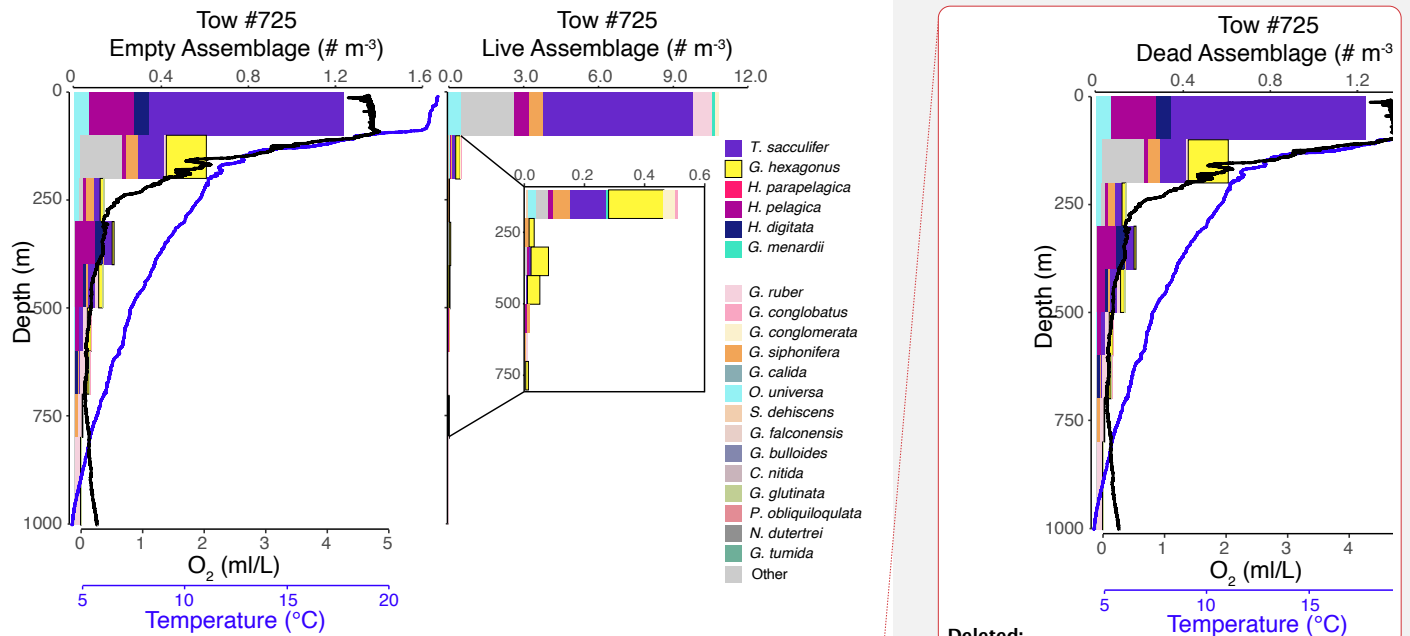 Tow #725
Empty Assemblage (# m-3)
0 0.4 0.8 1.2 1.6
0
250
500
750
1000
Depth (m)
0 1 2 3 4 5
O2 (ml/L)
5 10 15 20
Temperature (°C)
Tow #725
Live Assemblage (# m-3)
0.0 3.0 6.0 9.0 12.0
0.0 0.2 0.4 0.6
250
500
750
T. sacculifer
G. hexagonus
H. parapelagica
H. pelagica
H. digitata
G. menardii
G. ruber
G. conglobatus
G. conglomerata
G. siphonifera
G. calida
O. universa
S. dehiscens
G. falconensis
G. bulloides
C. nitida
G. glutinata
P. obliquiloqulata
N. dutertrei
G. tumida
Other
Tow #725
Dead Assemblage (# m-3
0 0.4 0.8 1.2
0
250
500
750
1000
Depth (m)
0 1 2 3 4
O2 (ml/L)
5 10 15
Temperature (°C)
Deleted: